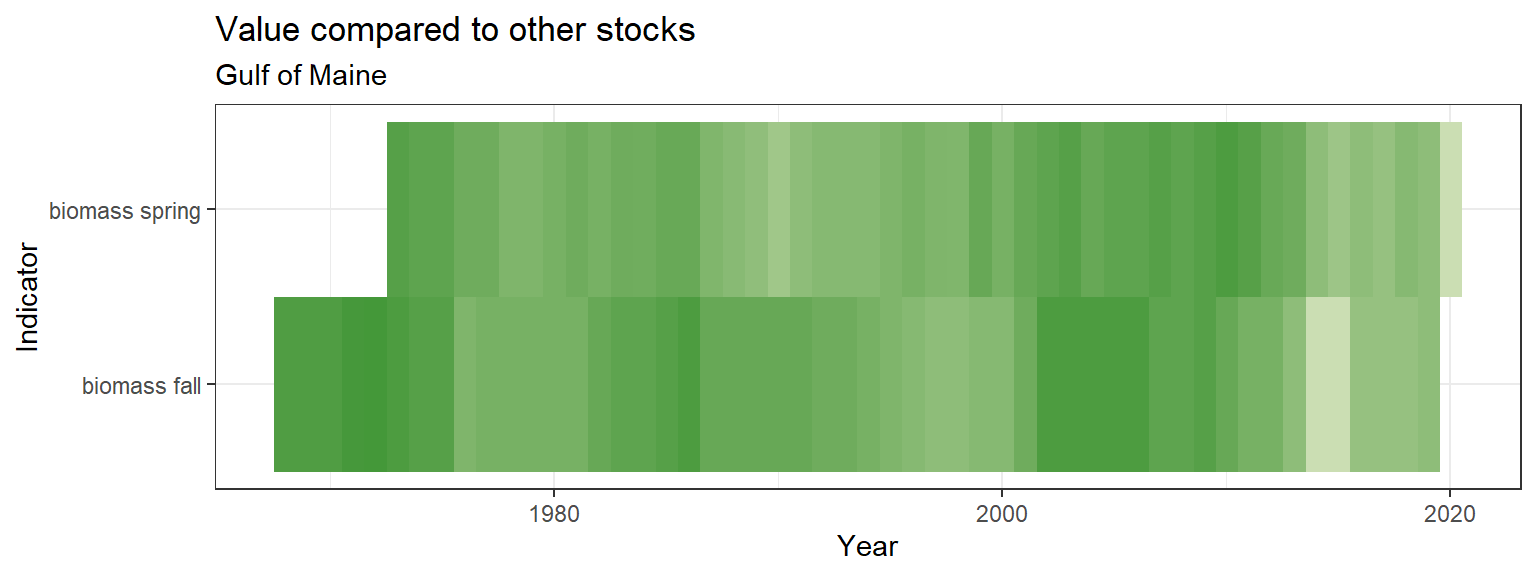 Value compared to other stocks
Gulf of Maine
Indicator
biomass spring
biomass fall
1980
2000
2020
Year